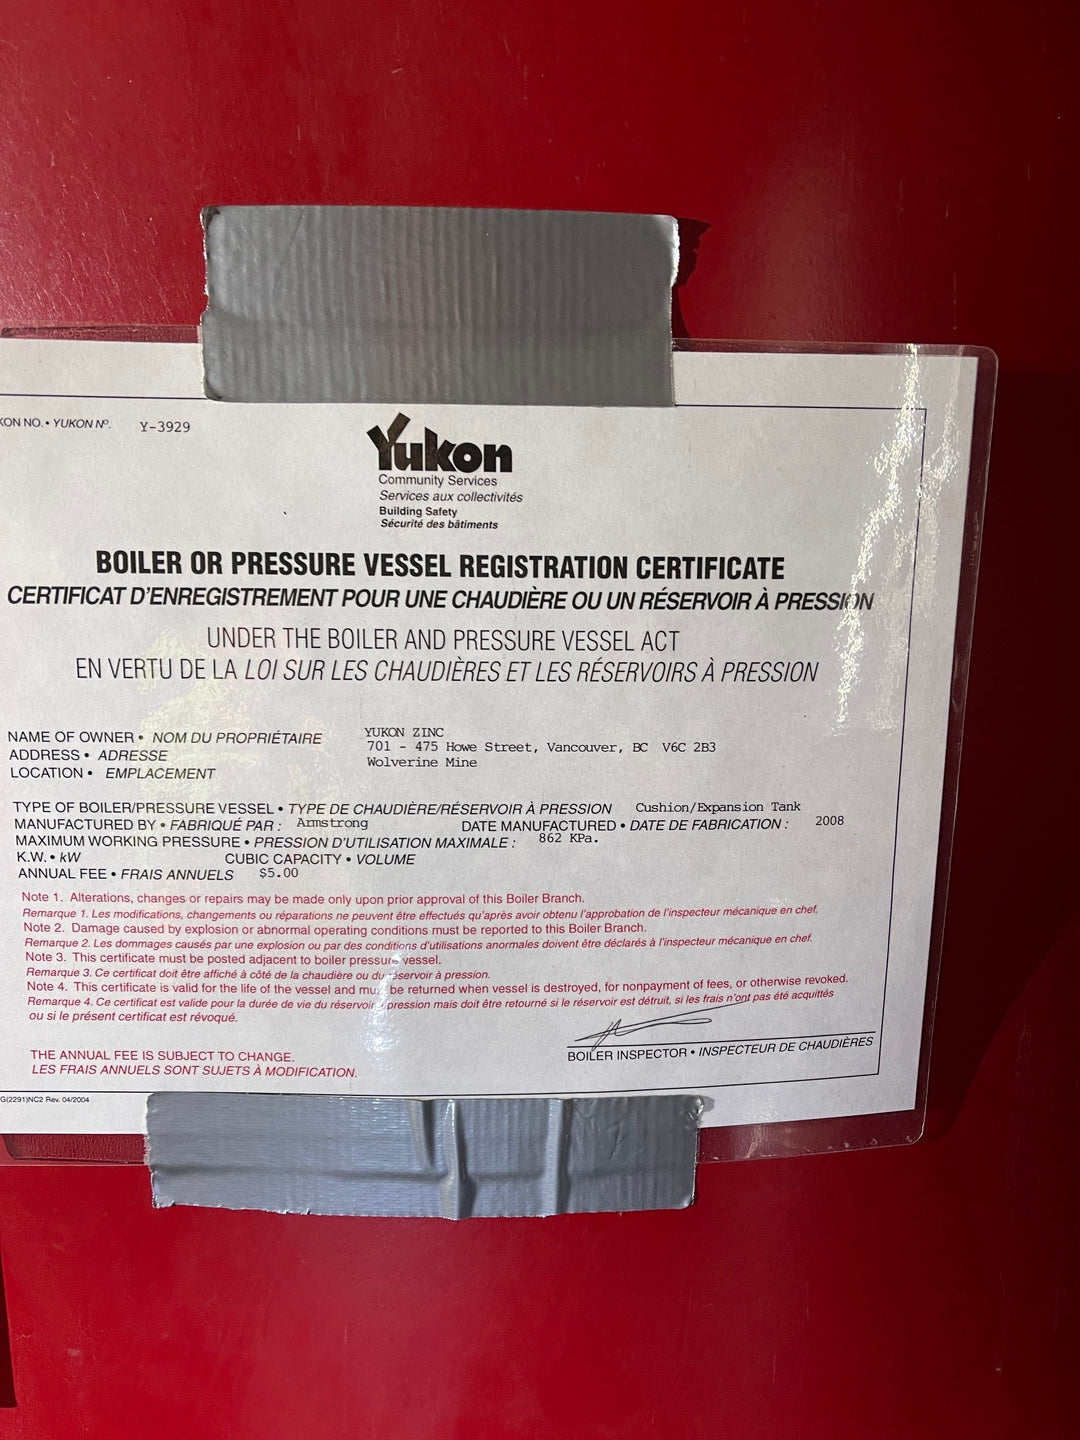 KON NO. • YUKON Nº. Y-3929
Yukon
Community Services
Services aux collectivités
Building Safety
Sécurité des bâtiments
BOILER OR PRESSURE VESSEL REGISTRATION CERTIFICATE
CERTIFICAT D'ENREGISTREMENT POUR UNE CHAUDIÈRE OU UN RÉSERVOIR À PRESSION
UNDER THE BOILER AND PRESSURE VESSEL ACT
EN VERTU DE LA LOI SUR LES CHAUDIÈRES ET LES RÉSERVOIRS À PRESSION
NAME OF OWNER • NOM DU PROPRIÉTAIRE YUKON ZINC
ADDRESS • ADRESSE 701 - 475 Howe Street, Vancouver, BC V6C 2B3
LOCATION • EMPLACEMENT Wolverine Mine
TYPE OF BOILER/PRESSURE VESSEL • TYPE DE CHAUDIÈRE/RÉSERVOIR À PRESSION Cushion/Expansion Tank
MANUFACTURED BY • FABRIQUÉ PAR : Armstrong DATE MANUFACTURED • DATE DE FABRICATION : 2008
MAXIMUM WORKING PRESSURE • PRESSION D'UTILISATION MAXIMALE : 862 KPa.
K.W. • kW CUBIC CAPACITY • VOLUME
ANNUAL FEE • FRAIS ANNUELS $5.00
Note 1. Alterations, changes or repairs may be made only upon prior approval of this Boiler Branch.
Remarque 1. Les modifications, changements ou réparations ne peuvent être effectués qu'après avoir obtenu l'approbation de l'inspecteur mécanique en chef.
Note 2. Damage caused by explosion or abnormal operating conditions must be reported to this Boiler Branch.
Remarque 2. Les dommages causés par une explosion ou par des conditions d'utilisations anormales doivent être déclarés à l'inspecteur mécanique en chef.
Note 3. This certificate must be posted adjacent to boiler pressure vessel.
Remarque 3. Ce certificat doit être affiché à côté de la chaudière ou du réservoir à pression.
Note 4. This certificate is valid for the life of the vessel and must be returned when vessel is destroyed, for nonpayment of fees, or otherwise revoked.
Remarque 4. Ce certificat est valide pour la durée de vie du réservoir pression mais doit être retourné si le réservoir est détruit, si les frais n'ont pas été acquittés
ou si le présent certificat est révoqué.
BOILER INSPECTOR • INSPECTEUR DE CHAUDIÈRES
THE ANNUAL FEE IS SUBJECT TO CHANGE.
LES FRAIS ANNUELS SONT SUJETS À MODIFICATION.
G(2291)NC2 Rev. 04/2004